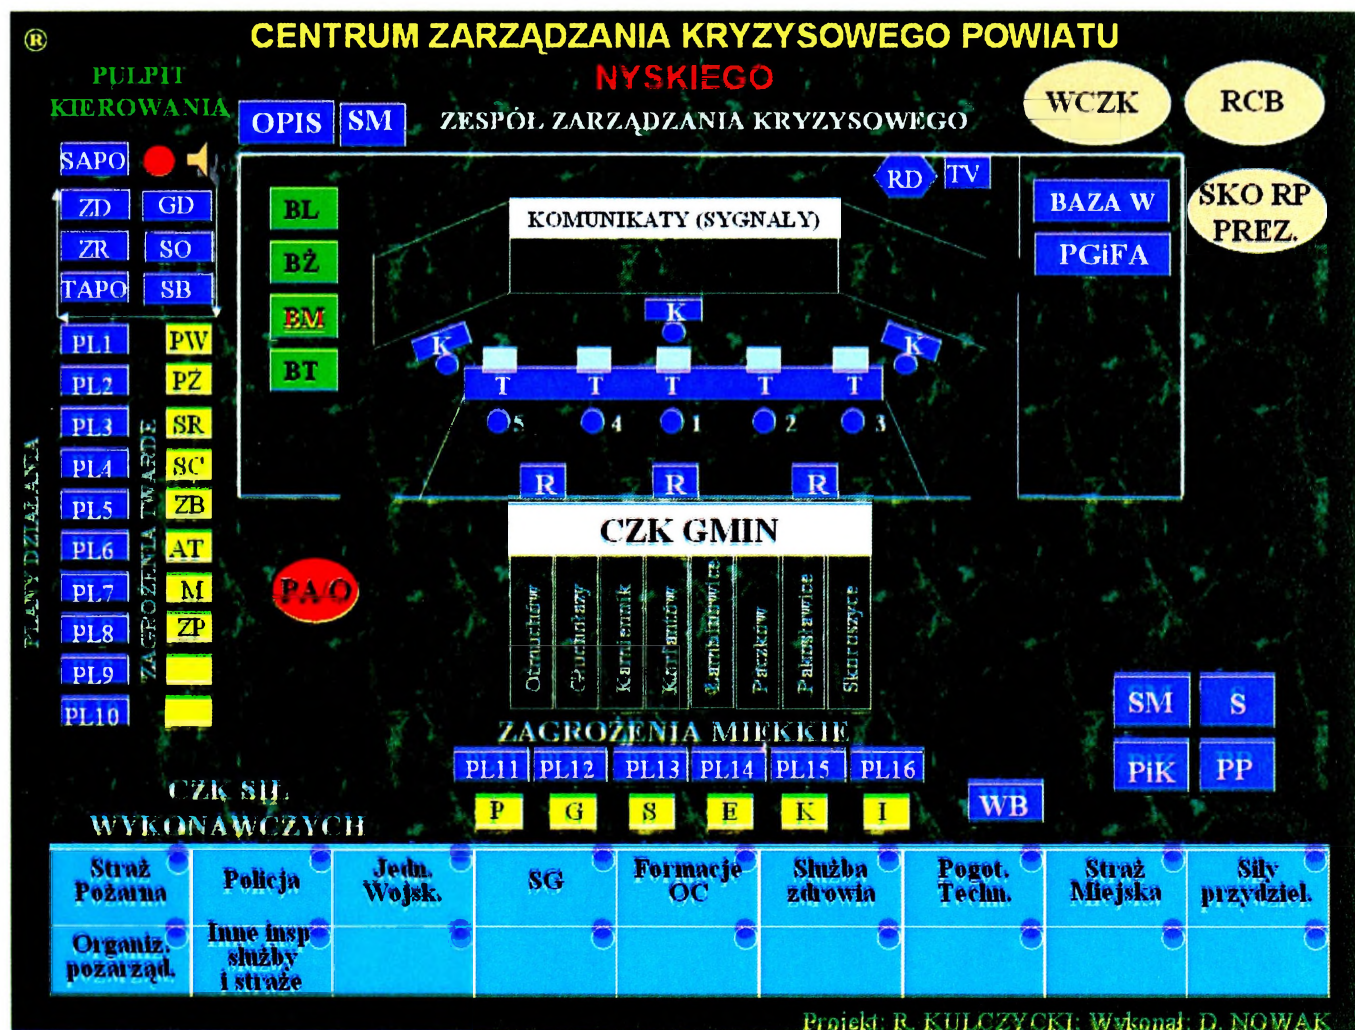 ®
CENTRUM ZARZĄDZANIA KRYZYSOWEGO POWIATU
NYSKIEGO
PULPIT
KIEROWANIA
OPIS
SM
ZESPÓŁ ZARZĄDZANIA KRYZYSOWEGO
WCZK
RCB
SKO RP
PREZ.
SAPO
ZD
GD
ZR
SO
TAPO
SB
BL
BŻ
BM
BT
RD
TV
BAZA W
PGiFA
KOMUNIKATY (SYGNAŁY)
K
K
K
T
T
T
T
T
5
4
1
2
3
R
R
R
PLANY DZIAŁANIA
ZAGROŻENIA TWARDE
PL1
PW
PL2
PŻ
PL3
SR
PL4
SC
PL5
ZB
PL6
AT
PL7
M
PL8
ZP
PL9
PL10
PA/O
CZK GMIN
Otmuchów
Głuchołazy
Kamiennik
Korfantów
Łambinowice
Paczków
Pakosławice
Skoroszyce
ZAGROŻENIA MIĘKKIE
PL11
PL12
PL13
PL14
PL15
PL16
P
G
S
E
K
I
WB
SM
S
PiK
PP
CZK SIŁ
WYKONAWCZYCH
Straż
Pożarna
Policja
Jedn.
Wojsk.
SG
Formacje
OC
Służba
zdrowia
Pogot.
Techn.
Straż
Miejska
Siły
przydziel.
Organiz.
pozarząd.
Inne insp
służby
i straże
Projekt: R. KULCZYCKI; Wykonał: D. NOWAK